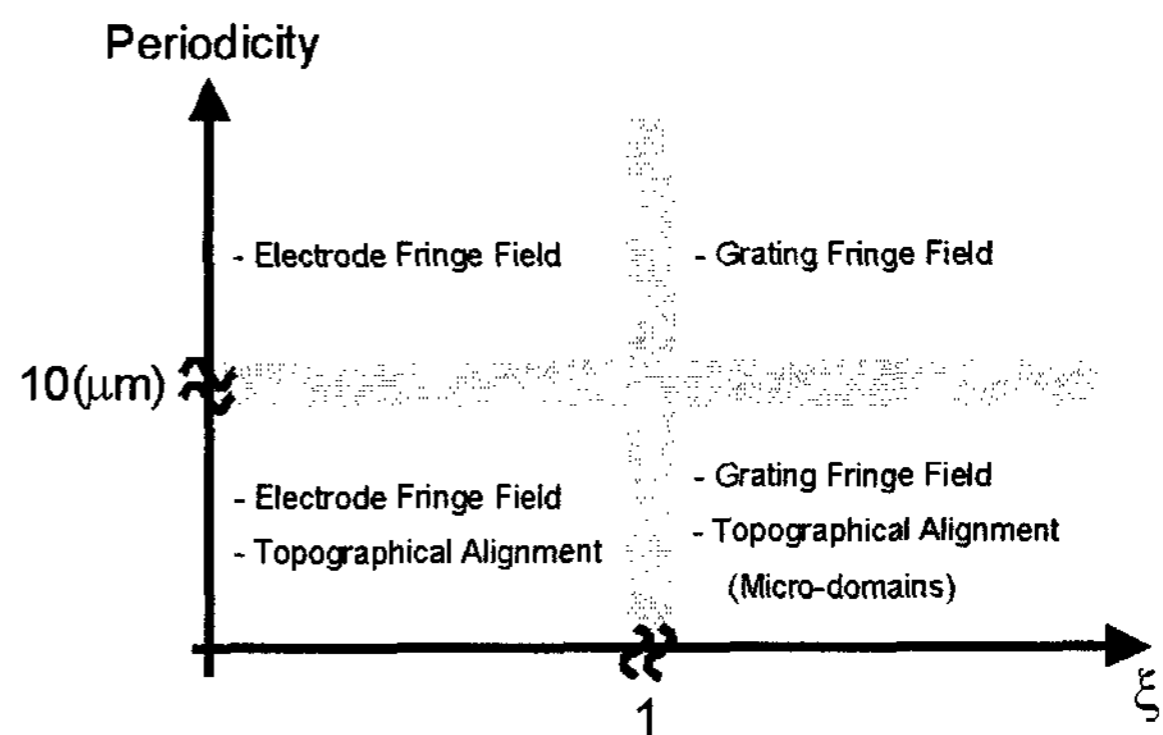 Periodicity
- Electrode Fringe Field
- Grating Fringe Field
10(μm)
- Electrode Fringe Field
- Topographical Alignment
- Grating Fringe Field
- Topographical Alignment
(Micro-domains)
1
ξ